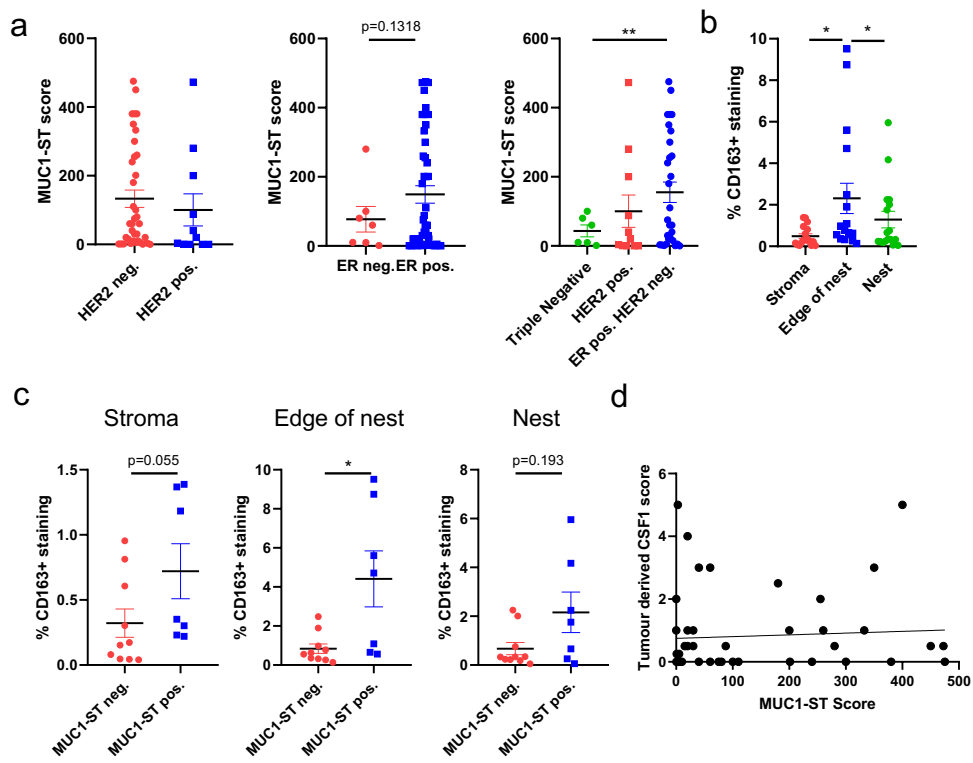 a
MUC1-ST score
600
400
200
0
HER2 neg.
HER2 pos.
p=0.1318
MUC1-ST score
600
400
200
0
ER neg.
ER pos.
**
MUC1-ST score
600
400
200
0
Triple Negative
HER2 pos.
ER pos. HER2 neg.
b
* *
% CD163+ staining
10
8
6
4
2
0
Stroma
Edge of nest
Nest
c
Stroma
p=0.055
% CD163+ staining
1.5
1.0
0.5
0.0
MUC1-ST neg.
MUC1-ST pos.
Edge of nest
*
% CD163+ staining
10
8
6
4
2
0
MUC1-ST neg.
MUC1-ST pos.
Nest
p=0.193
% CD163+ staining
8
6
4
2
0
MUC1-ST neg.
MUC1-ST pos.
d
Tumour derived CSF1 score
6
4
2
0
0 100 200 300 400 500
MUC1-ST Score